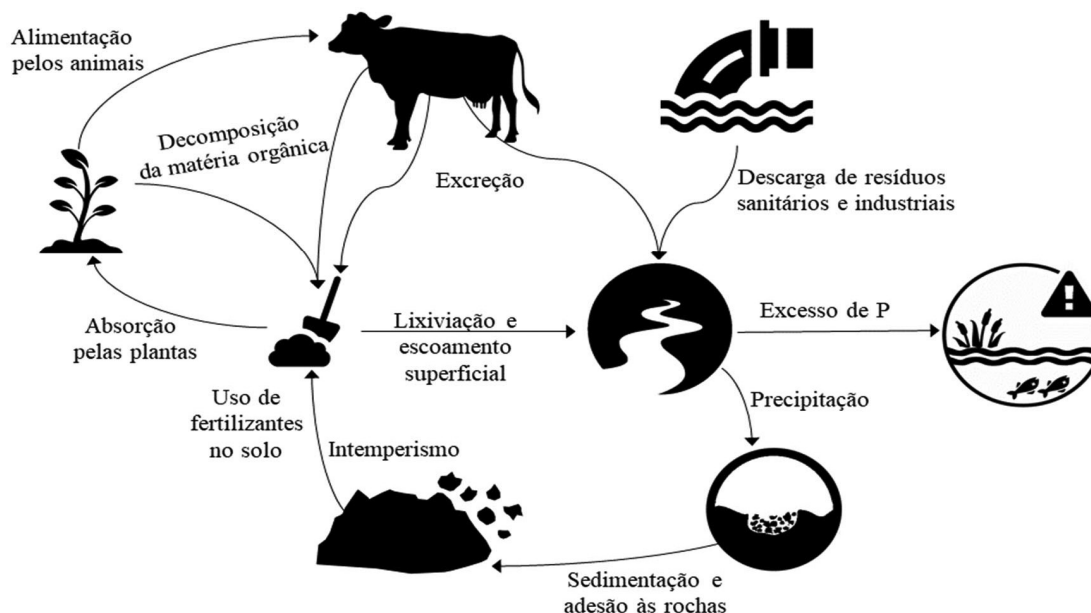 Alimentação
pelos animais
Decomposição
da matéria orgânica
Excreção
Descarga de resíduos
sanitários e industriais
Absorção
pelas plantas
Lixiviação e
escoamento
superficial
Excesso de P
Uso de
fertilizantes
no solo
Intemperismo
Precipitação
Sedimentação e
adesão às rochas